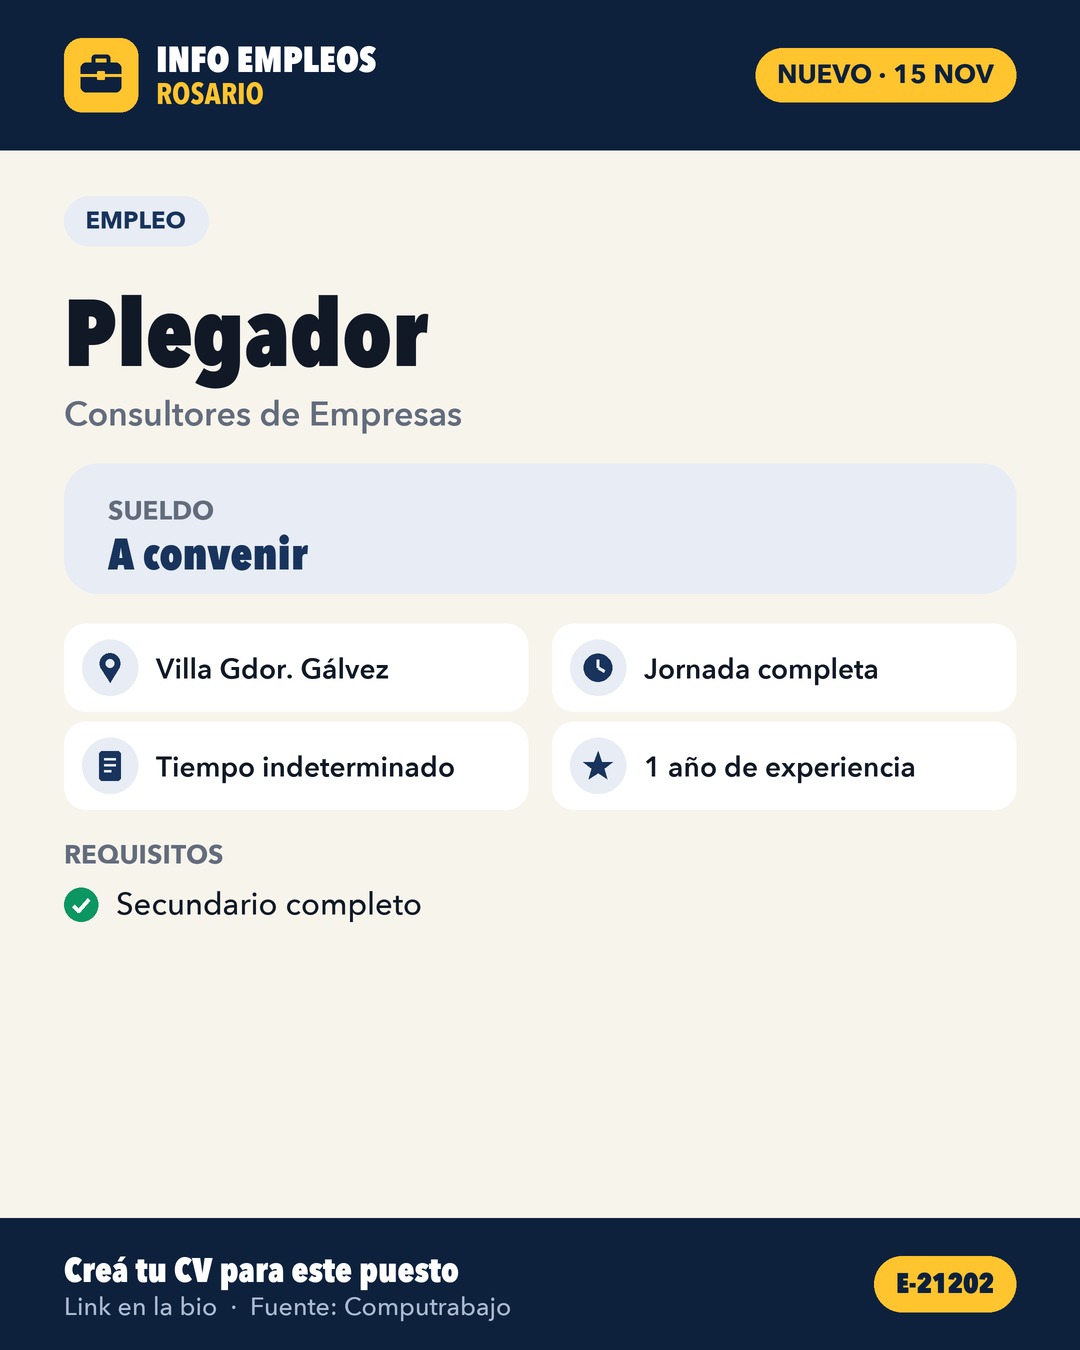 INFO EMPLEOS
ROSARIO
NUEVO · 15 NOV
EMPLEO
Plegador
Consultores de Empresas
SUELDO
A convenir
Villa Gdor. Gálvez
Jornada completa
Tiempo indeterminado
1 año de experiencia
REQUISITOS
Secundario completo
Creá tu CV para este puesto
Link en la bio · Fuente: Computrabajo
E-21202